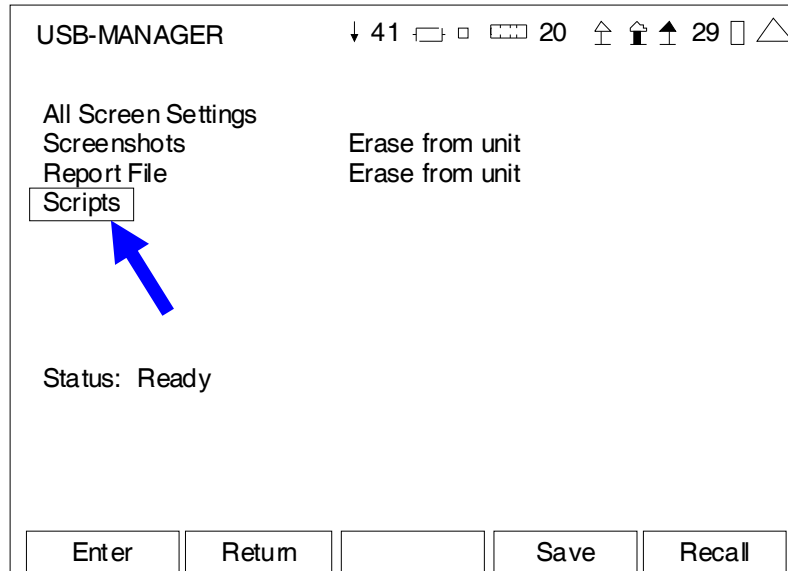 USB-MANAGER 41 20 29
All Screen Settings
Screenshots Erase from unit
Report File Erase from unit
Scripts
Status: Ready
Enter Return Save Recall